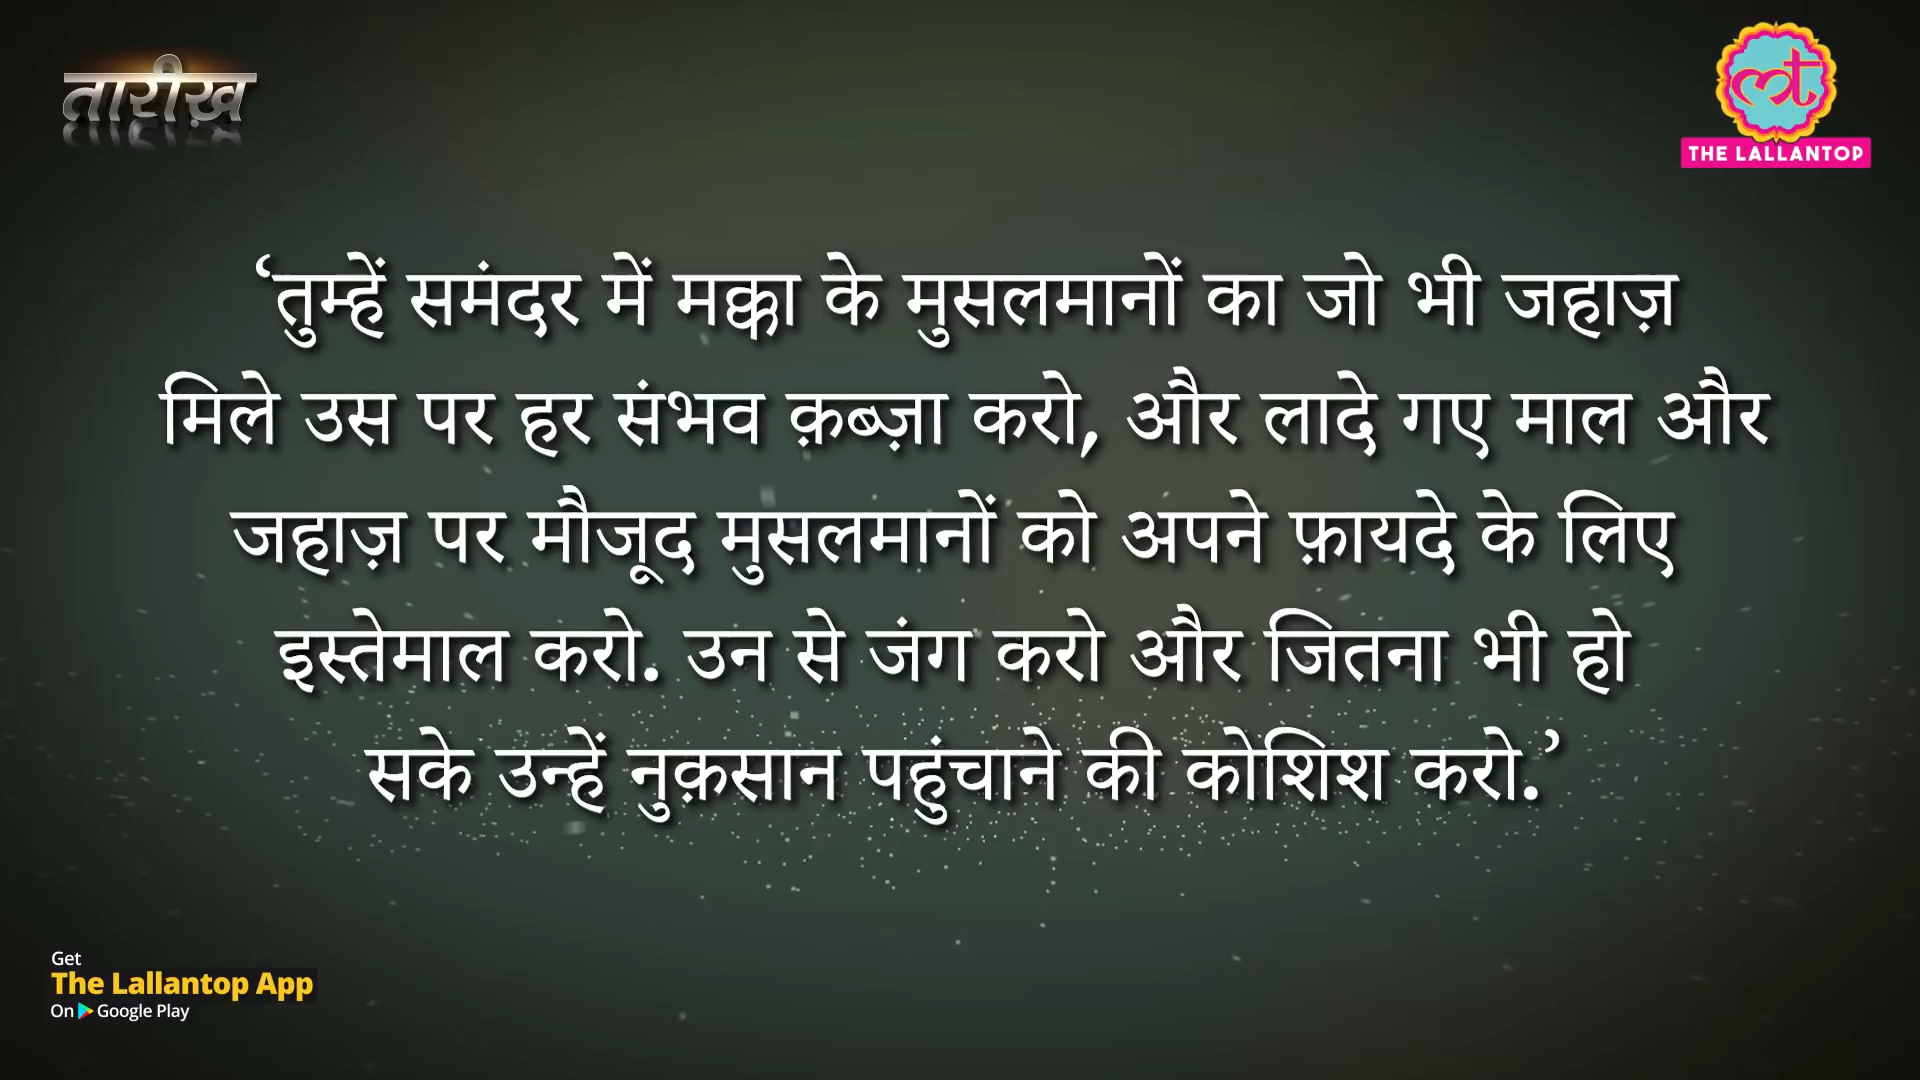 तारीख़
THE LALLANTOP
‘तुम्हें समंदर में मक्का के मुसलमानों का जो भी जहाज़
मिले उस पर हर संभव क़ब्ज़ा करो, और लादे गए माल और
जहाज़ पर मौजूद मुसलमानों को अपने फ़ायदे के लिए
इस्तेमाल करो. उन से जंग करो और जितना भी हो
सके उन्हें नुक़सान पहुंचाने की कोशिश करो.’
Get
The Lallantop App
On Google Play